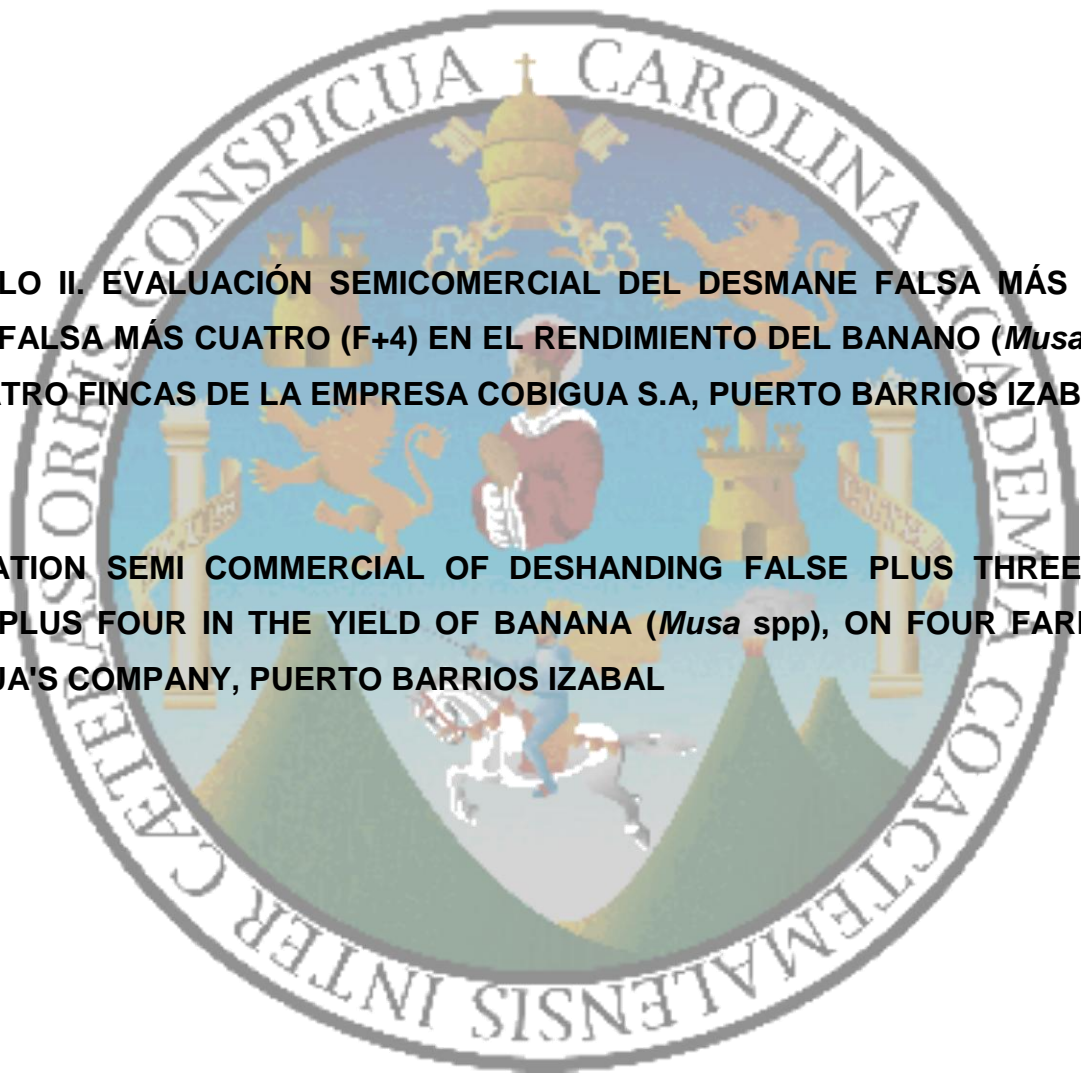 LO II. EVALUACIÓN SEMICOMERCIAL DEL DESMANE FALSA MÁS
FALSA MÁS CUATRO (F+4) EN EL RENDIMIENTO DEL BANANO (Musa
TRO FINCAS DE LA EMPRESA COBIGUA S.A, PUERTO BARRIOS IZAB
ATION SEMI COMMERCIAL OF DESHANDING FALSE PLUS THREE
PLUS FOUR IN THE YIELD OF BANANA (Musa spp), ON FOUR FAR
UA'S COMPANY, PUERTO BARRIOS IZABAL
CAETERAS ORBIS CONSPICUA CAROLINA ACADEMIA COACTEMALENSIS INTER